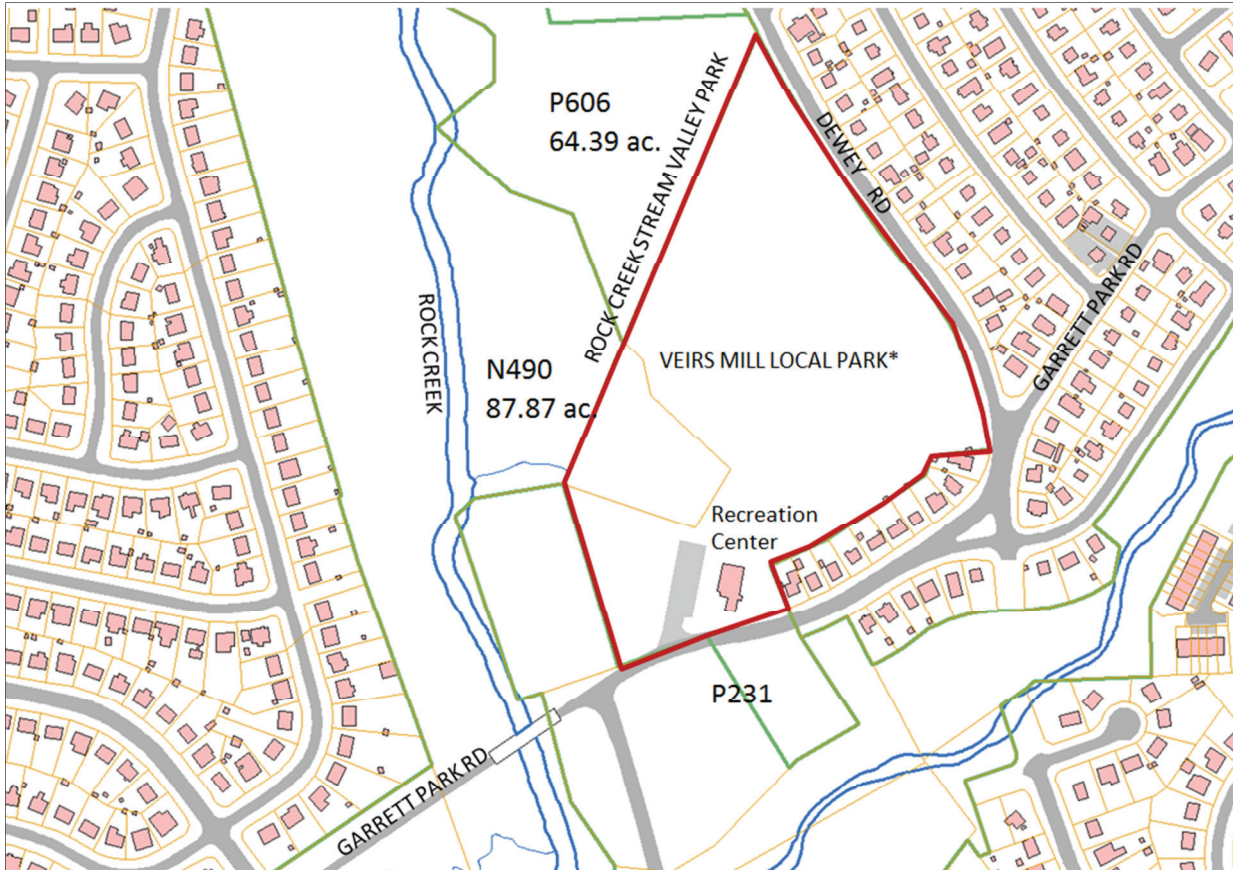 P606
64.39 ac.
ROCK CREEK STREAM VALLEY PARK
DEWEY RD
GARRETT PARK RD
ROCK CREEK
VEIRS MILL LOCAL PARK*
N490
87.87 ac.
Recreation
Center
P231
GARRETT PARK RD